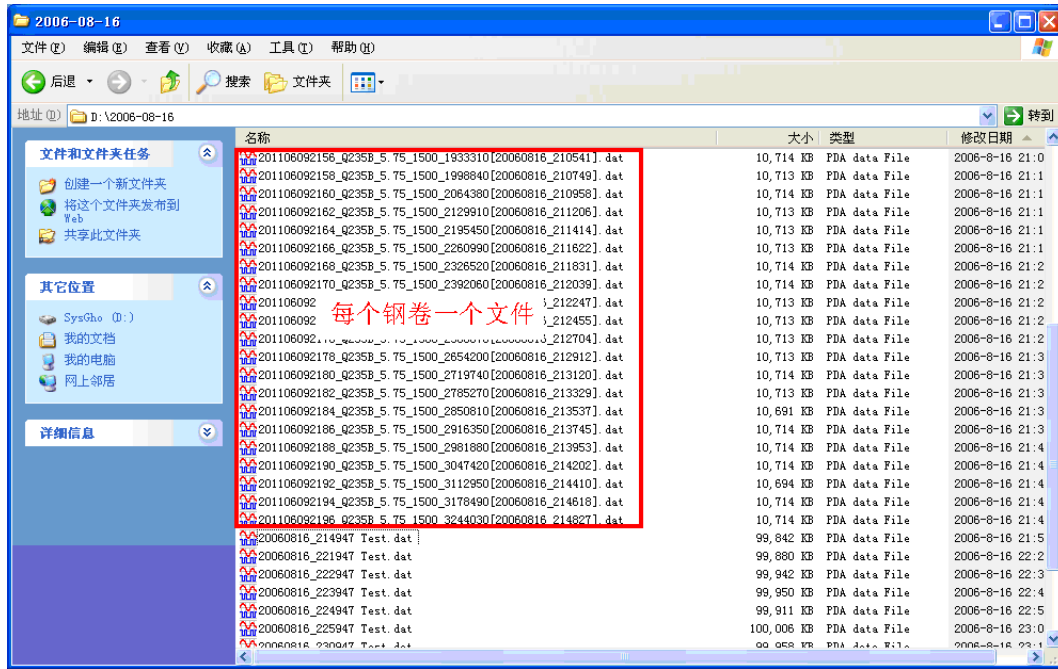 2006-08-16
文件(F) 编辑(E) 查看(V) 收藏(A) 工具(T) 帮助(H)
后退 搜索 文件夹
地址(D) D:\2006-08-16 转到
文件和文件夹任务
创建一个新文件夹
将这个文件夹发布到
Web
共享此文件夹
其它位置
SysGho (D:)
我的文档
我的电脑
网上邻居
详细信息
名称 大小 类型 修改日期
201106092156_Q235B_5.75_1500_1933310[20060816_210541].dat 10,714 KB PDA data File 2006-8-16 21:0
201106092158_Q235B_5.75_1500_1998840[20060816_210749].dat 10,713 KB PDA data File 2006-8-16 21:1
201106092160_Q235B_5.75_1500_2064380[20060816_210958].dat 10,714 KB PDA data File 2006-8-16 21:1
201106092162_Q235B_5.75_1500_2129910[20060816_211206].dat 10,713 KB PDA data File 2006-8-16 21:1
201106092164_Q235B_5.75_1500_2195450[20060816_211414].dat 10,713 KB PDA data File 2006-8-16 21:1
201106092166_Q235B_5.75_1500_2260990[20060816_211622].dat 10,713 KB PDA data File 2006-8-16 21:1
201106092168_Q235B_5.75_1500_2326520[20060816_211831].dat 10,714 KB PDA data File 2006-8-16 21:2
201106092170_Q235B_5.75_1500_2392060[20060816_212039].dat 10,713 KB PDA data File 2006-8-16 21:2
201106092 _212247].dat 10,713 KB PDA data File 2006-8-16 21:2
每个钢卷一个文件
201106092 _212455].dat 10,713 KB PDA data File 2006-8-16 21:2
_212704].dat 10,713 KB PDA data File 2006-8-16 21:2
201106092178_Q235B_5.75_1500_2654200[20060816_212912].dat 10,713 KB PDA data File 2006-8-16 21:3
201106092180_Q235B_5.75_1500_2719740[20060816_213120].dat 10,714 KB PDA data File 2006-8-16 21:3
201106092182_Q235B_5.75_1500_2785270[20060816_213329].dat 10,713 KB PDA data File 2006-8-16 21:3
201106092184_Q235B_5.75_1500_2850810[20060816_213537].dat 10,691 KB PDA data File 2006-8-16 21:3
201106092186_Q235B_5.75_1500_2916350[20060816_213745].dat 10,714 KB PDA data File 2006-8-16 21:3
201106092188_Q235B_5.75_1500_2981880[20060816_213953].dat 10,714 KB PDA data File 2006-8-16 21:4
201106092190_Q235B_5.75_1500_3047420[20060816_214202].dat 10,714 KB PDA data File 2006-8-16 21:4
201106092192_Q235B_5.75_1500_3112950[20060816_214410].dat 10,694 KB PDA data File 2006-8-16 21:4
201106092194_Q235B_5.75_1500_3178490[20060816_214618].dat 10,714 KB PDA data File 2006-8-16 21:4
201106092196_Q235B_5.75_1500_3244030[20060816_214827].dat 10,714 KB PDA data File 2006-8-16 21:4
20060816_214947 Test.dat 99,842 KB PDA data File 2006-8-16 21:5
20060816_221947 Test.dat 99,880 KB PDA data File 2006-8-16 22:2
20060816_222947 Test.dat 99,942 KB PDA data File 2006-8-16 22:3
20060816_223947 Test.dat 99,950 KB PDA data File 2006-8-16 22:4
20060816_224947 Test.dat 99,911 KB PDA data File 2006-8-16 22:5
20060816_225947 Test.dat 100,006 KB PDA data File 2006-8-16 23:0
20060816_230947 Test.dat 99,958 KB PDA data File 2006-8-16 23:1